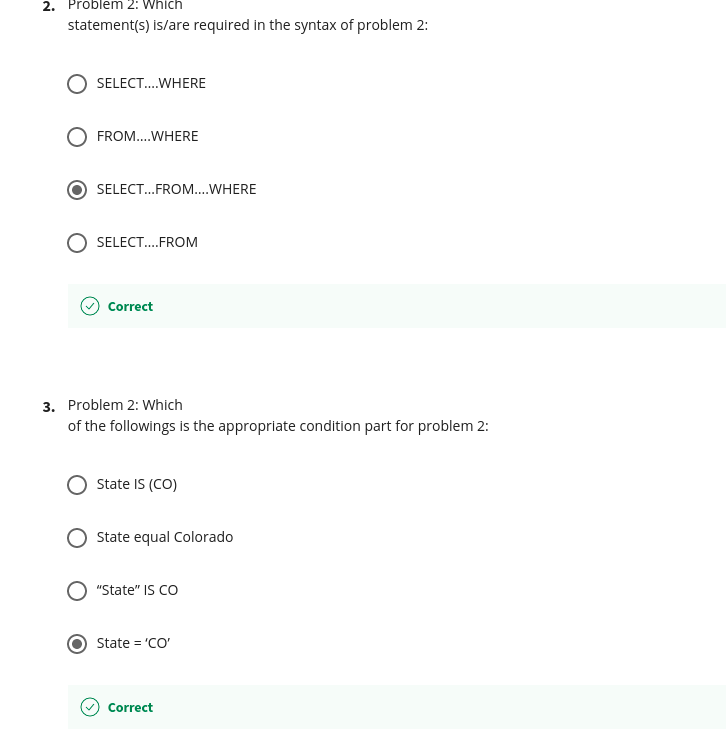 2. Problem 2: Which
statement(s) is/are required in the syntax of problem 2:
SELECT....WHERE
FROM....WHERE
SELECT...FROM....WHERE
SELECT....FROM
Correct
3. Problem 2: Which
of the followings is the appropriate condition part for problem 2:
State IS (CO)
State equal Colorado
“State” IS CO
State = ‘CO’
Correct